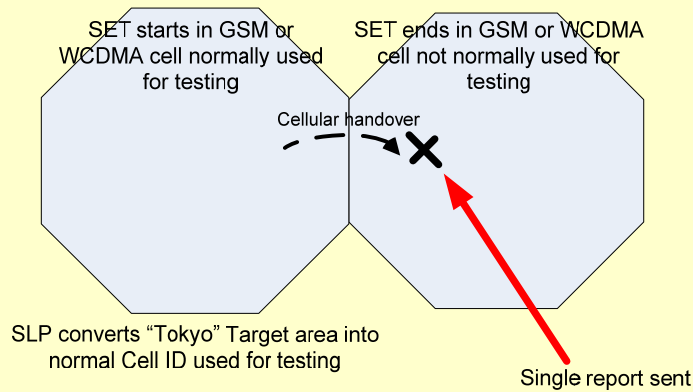 SET starts in GSM or
WCDMA cell normally used
for testing
SET ends in GSM or WCDMA
cell not normally used for
testing
Cellular handover
SLP converts “Tokyo” Target area into
normal Cell ID used for testing
Single report sent